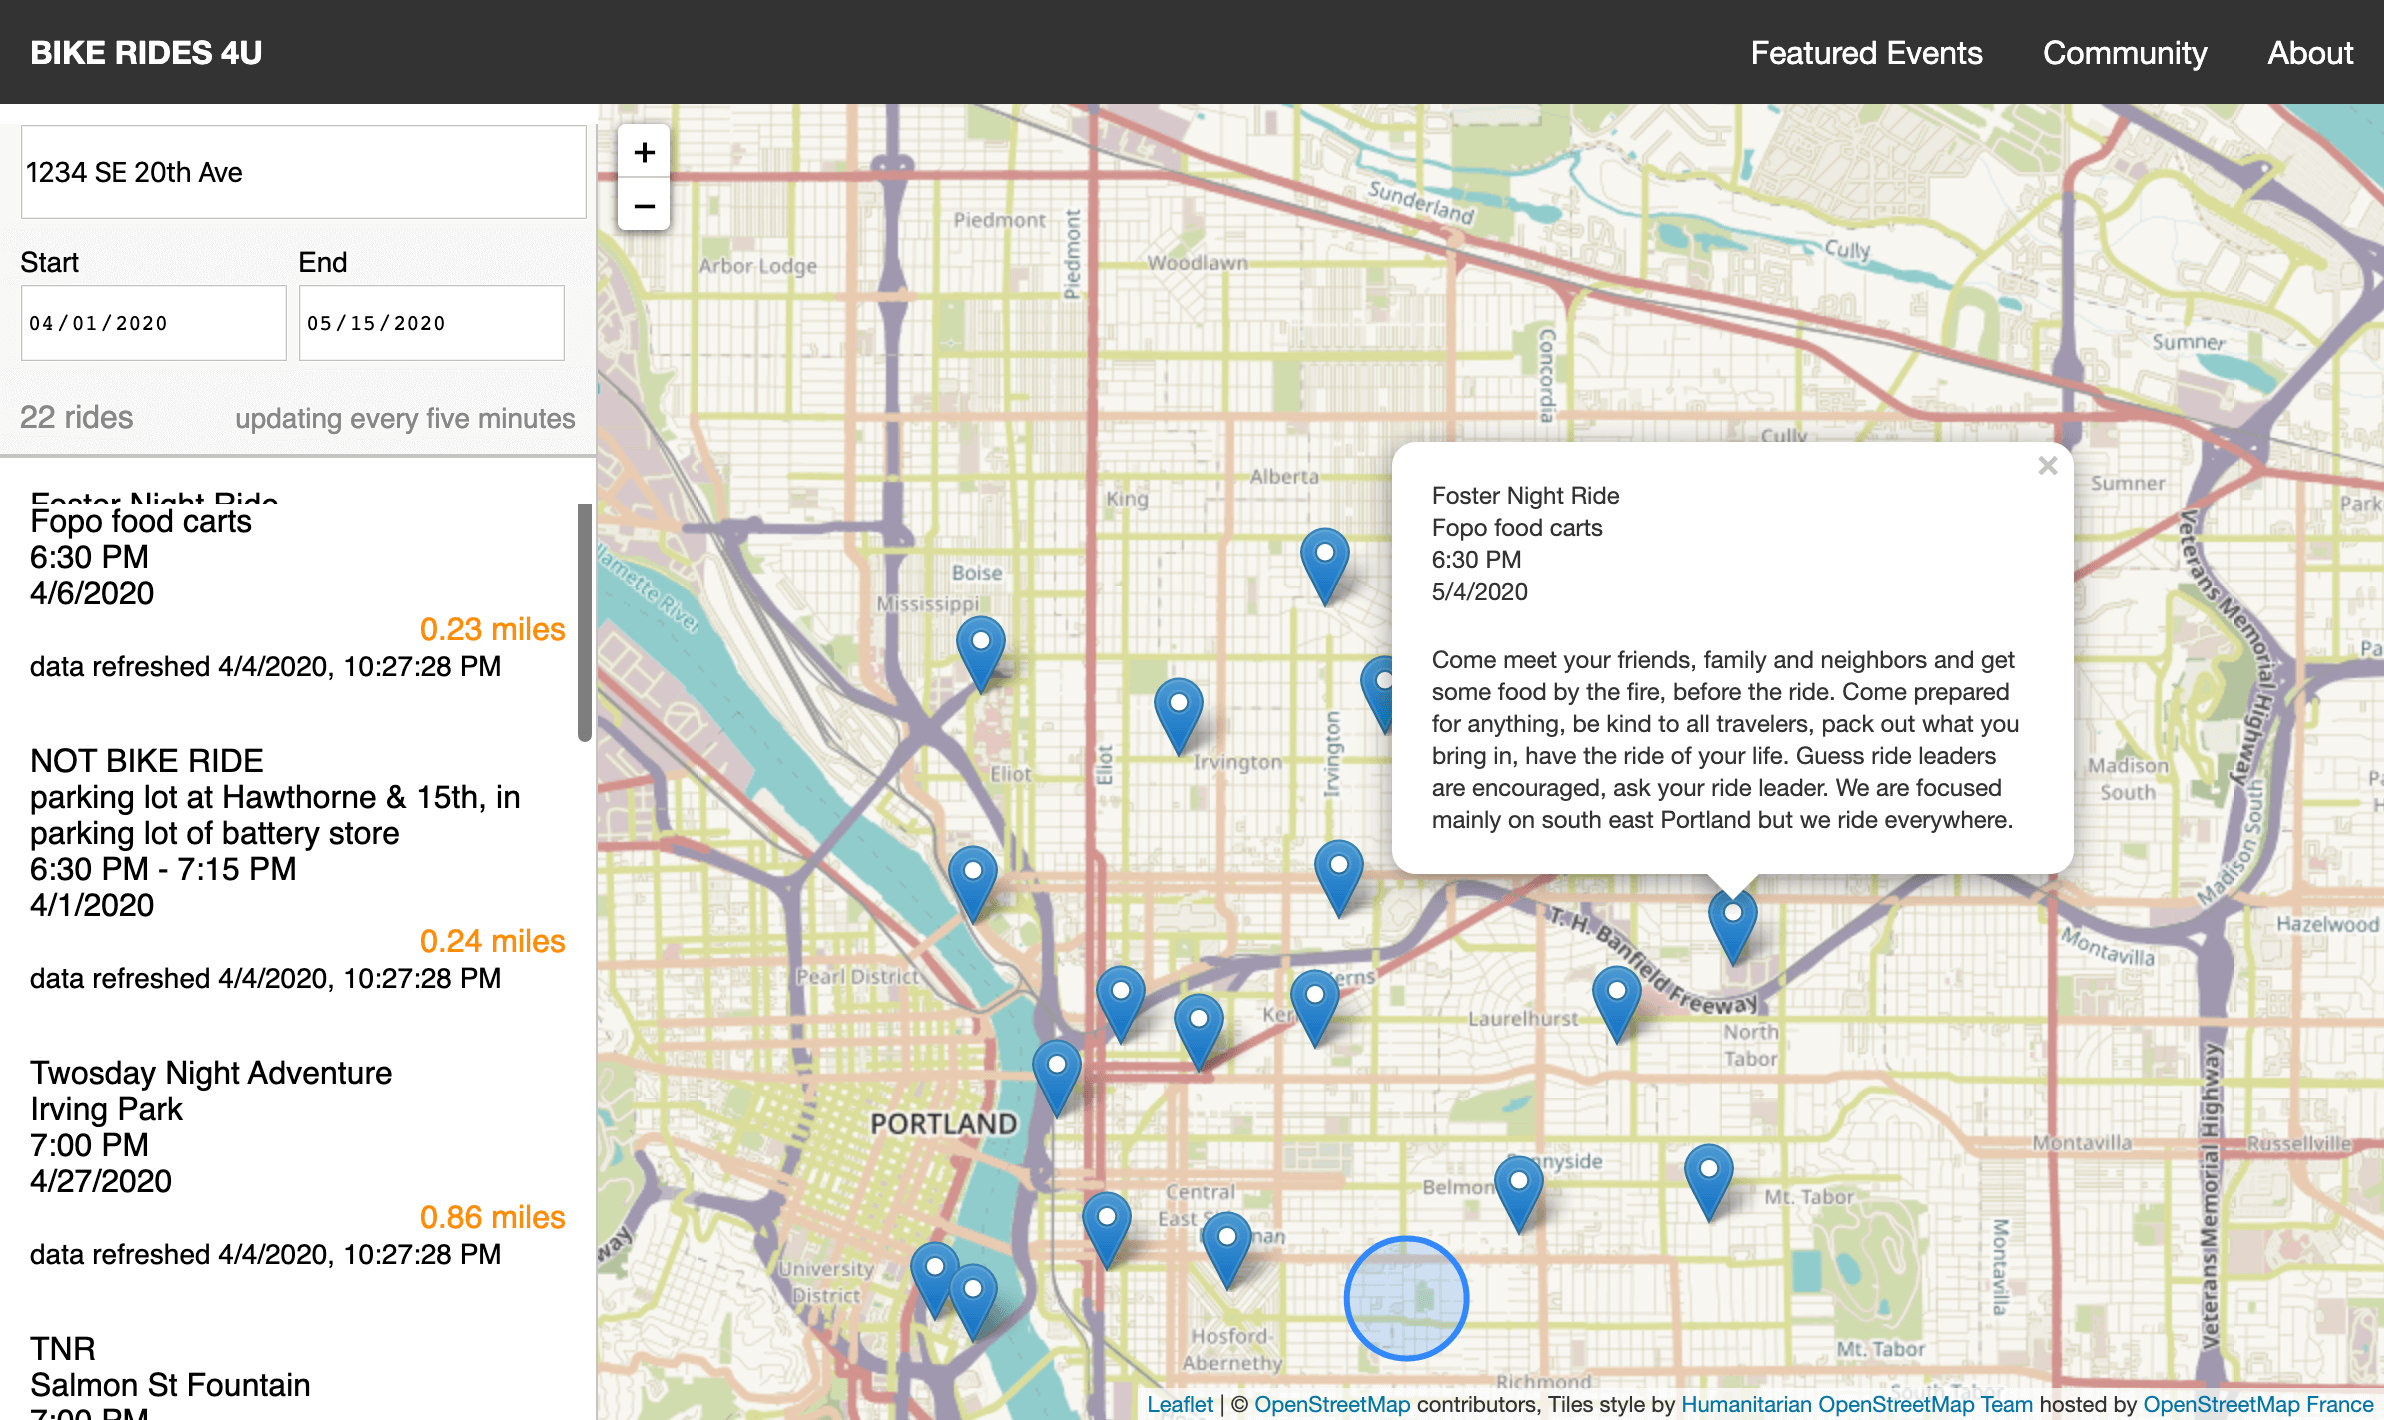 BIKE RIDES 4U
Featured Events
Community
About
1234 SE 20th Ave
Start
End
04/01/2020
05/15/2020
22 rides
updating every five minutes
Foster Night Ride
Fopo food carts
6:30 PM
4/6/2020
0.23 miles
data refreshed 4/4/2020, 10:27:28 PM
NOT BIKE RIDE
parking lot at Hawthorne & 15th, in
parking lot of battery store
6:30 PM - 7:15 PM
4/1/2020
0.24 miles
data refreshed 4/4/2020, 10:27:28 PM
Twosday Night Adventure
Irving Park
7:00 PM
4/27/2020
0.86 miles
data refreshed 4/4/2020, 10:27:28 PM
TNR
Salmon St Fountain
7:00 PM
+
−
Sunderland
Piedmont
Piedmont
Cully
Woodlawn
Arbor Lodge
Sumner
Concordia
Cully
Alberta
King
Sumner
×
Foster Night Ride
Fopo food carts
6:30 PM
5/4/2020
Come meet your friends, family and neighbors and get
some food by the fire, before the ride. Come prepared
for anything, be kind to all travelers, pack out what you
bring in, have the ride of your life. Guess ride leaders
are encouraged, ask your ride leader. We are focused
mainly on south east Portland but we ride everywhere.
Park
Veterans Memorial Highway
Boise
Mississippi
llamette River
Pa
Irvington
Irvington
Eliot
Eliot
Madison
South
Madison South
Hazelwood
T. H. Banfield Freeway
Montavilla
Pearl District
Kerns
Laurelhurst
North
Tabor
PORTLAND
Veterans Memorial Highway
Montavilla
Russellville
Sunnyside
Belmont
Mt. Tabor
Central
East Si
nan
Montavilla
way
University
District
Hosford-
Abernethy
Mt. Tabor
Richmond
South Tabor
Leaflet | © OpenStreetMap contributors, Tiles style by Humanitarian OpenStreetMap Team hosted by OpenStreetMap France